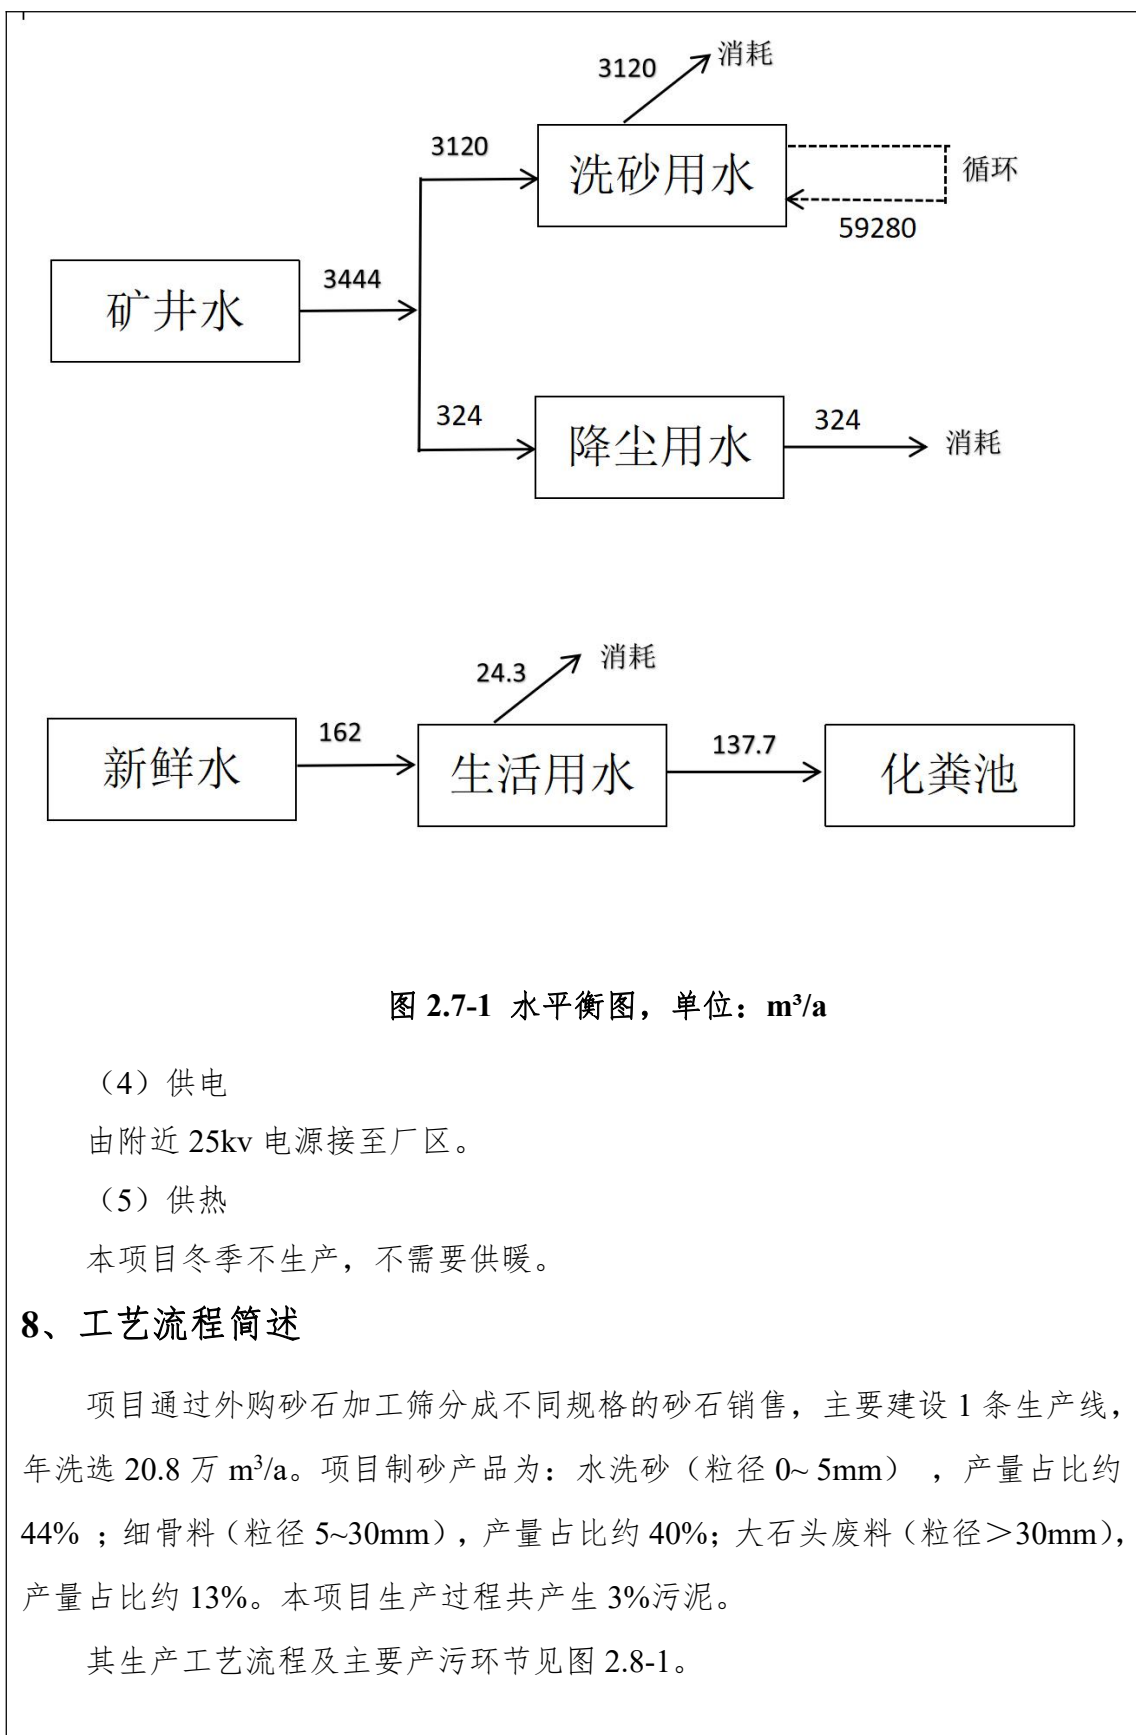 3120
消耗
3120
洗砂用水
循环
59280
矿井水
3444
324
降尘用水
324
消耗
24.3
消耗
新鲜水
162
生活用水
137.7
化粪池
图 2.7-1 水平衡图，单位：m³/a
（4）供电
由附近 25kv 电源接至厂区。
（5）供热
本项目冬季不生产，不需要供暖。
8、工艺流程简述
项目通过外购砂石加工筛分成不同规格的砂石销售，主要建设 1 条生产线，
年洗选 20.8 万 m³/a。项目制砂产品为：水洗砂（粒径 0~ 5mm） ，产量占比约
44% ；细骨料（粒径 5~30mm），产量占比约 40%；大石头废料（粒径＞30mm），
产量占比约 13%。本项目生产过程共产生 3%污泥。
其生产工艺流程及主要产污环节见图 2.8-1。